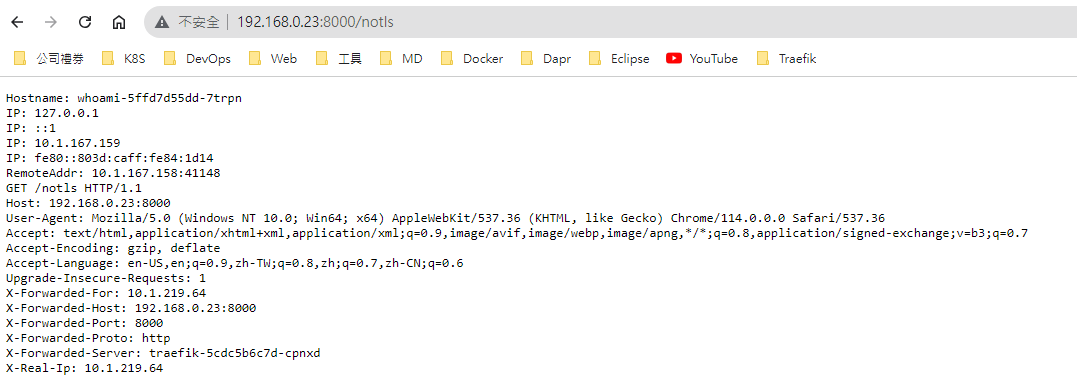 不安全 192.168.0.23:8000/notls
公司禮券 K8S DevOps Web 工具 MD Docker Dapr Eclipse YouTube Traefik
Hostname: whoami-5ffd7d55dd-7trpn
IP: 127.0.0.1
IP: ::1
IP: 10.1.167.159
IP: fe80::803d:caff:fe84:1d14
RemoteAddr: 10.1.167.158:41148
GET /notls HTTP/1.1
Host: 192.168.0.23:8000
User-Agent: Mozilla/5.0 (Windows NT 10.0; Win64; x64) AppleWebKit/537.36 (KHTML, like Gecko) Chrome/114.0.0.0 Safari/537.36
Accept: text/html,application/xhtml+xml,application/xml;q=0.9,image/avif,image/webp,image/apng,*/*;q=0.8,application/signed-exchange;v=b3;q=0.7
Accept-Encoding: gzip, deflate
Accept-Language: en-US,en;q=0.9,zh-TW;q=0.8,zh;q=0.7,zh-CN;q=0.6
Upgrade-Insecure-Requests: 1
X-Forwarded-For: 10.1.219.64
X-Forwarded-Host: 192.168.0.23:8000
X-Forwarded-Port: 8000
X-Forwarded-Proto: http
X-Forwarded-Server: traefik-5cdc5b6c7d-cpnxd
X-Real-Ip: 10.1.219.64